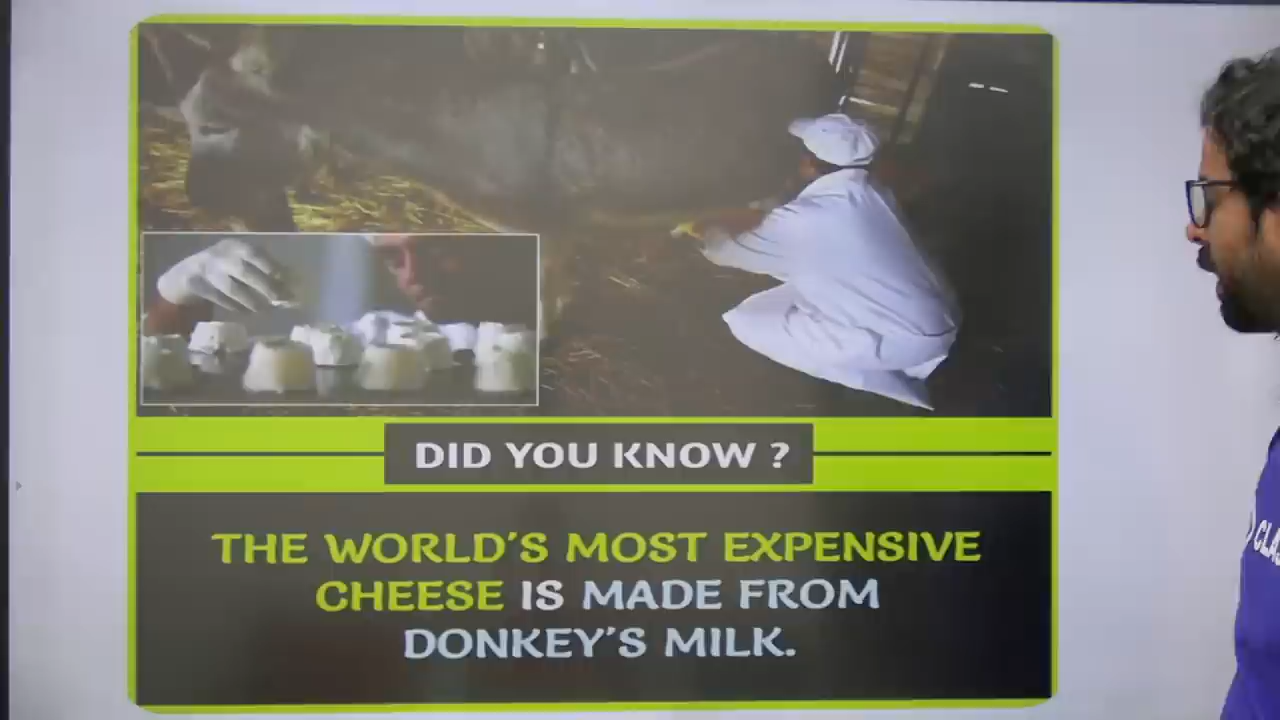 DID YOU KNOW ?
THE WORLD'S MOST EXPENSIVE
CHEESE IS MADE FROM
DONKEY'S MILK.